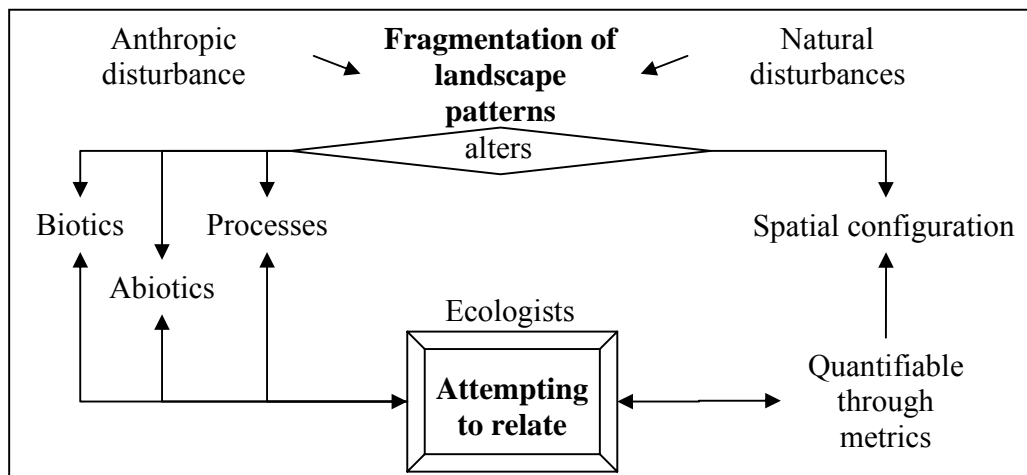 Anthropic
disturbance
Fragmentation of
landscape
patterns
Natural
disturbances
alters
Biotics
Processes
Spatial configuration
Abiotics
Ecologists
Attempting
to relate
Quantifiable
through
metrics